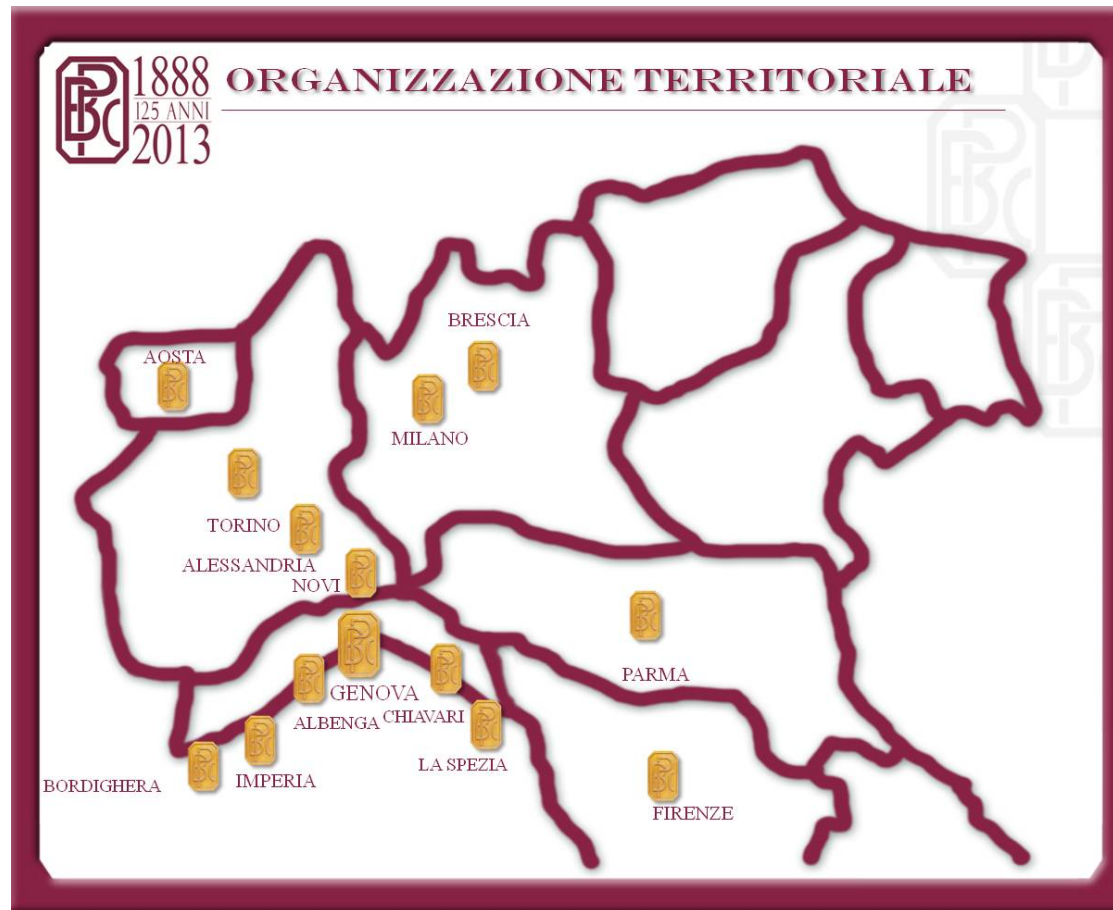 1888
125 ANNI
2013
ORGANIZZAZIONE TERRITORIALE
BRESCIA
AOSTA
MILANO
TORINO
ALESSANDRIA
NOVI
PARMA
GENOVA
ALBENGA
CHIAVARI
LA SPEZIA
IMPERIA
BORDIGHERA
FIRENZE